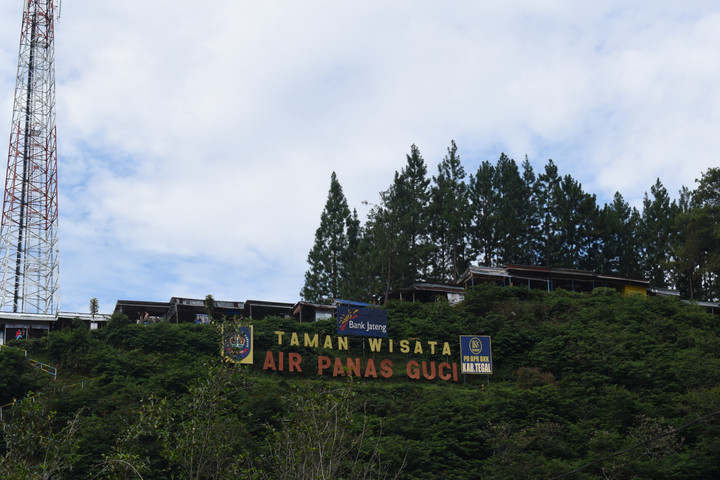 Bank Jateng
TAMAN WISATA
AIR PANAS GUCI
PD BPR BKK
KAB.TEGAL